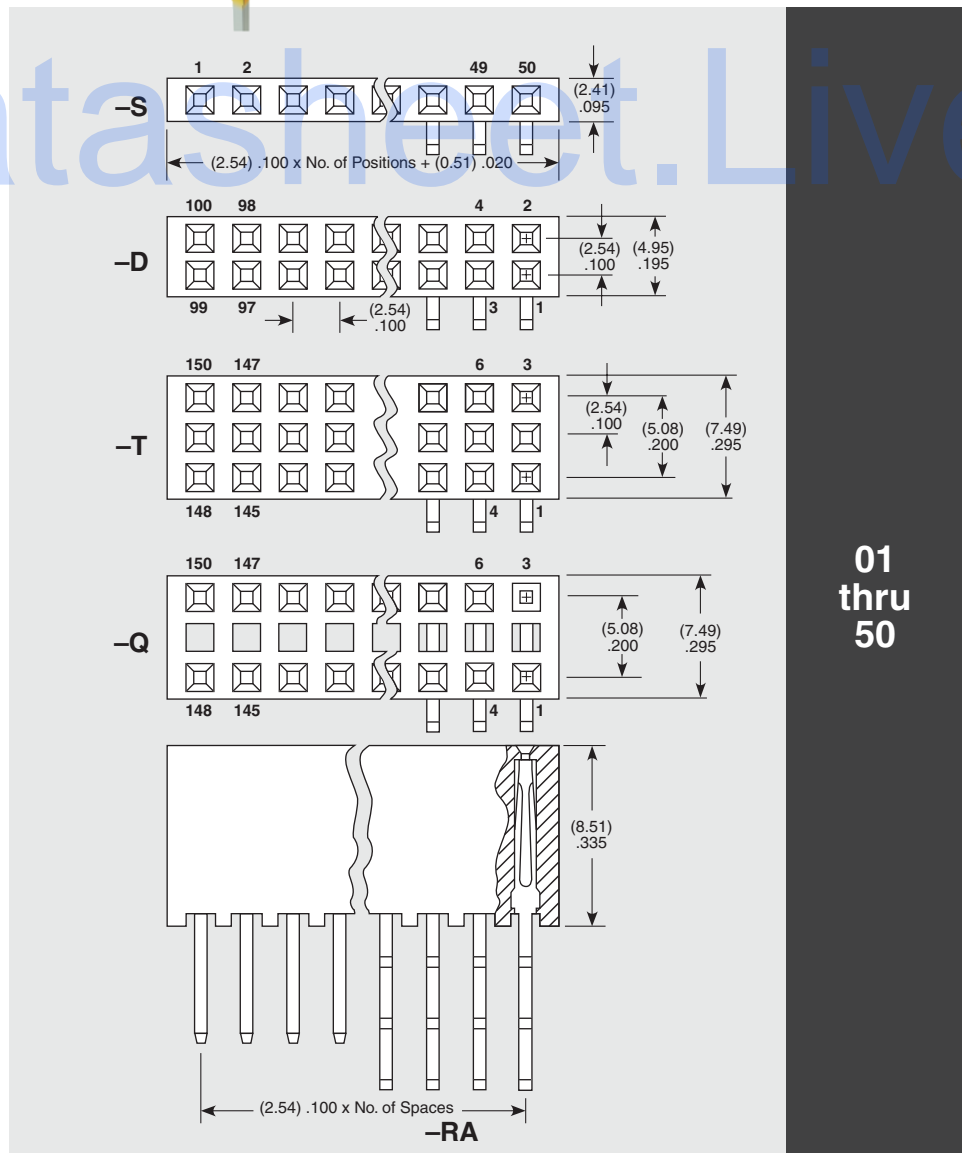 atasheet.Live
1 2 49 50
–S
(2.41)
.095
(2.54) .100 x No. of Positions + (0.51) .020
100 98 4 2
–D
(2.54)
.100
(4.95)
.195
99 97 3 1
(2.54)
.100
150 147 6 3
–T
(2.54)
.100
(5.08)
.200
(7.49)
.295
148 145 4 1
150 147 6 3
–Q
(5.08)
.200
(7.49)
.295
148 145 4 1
01
thru
50
(8.51)
.335
(2.54) .100 x No. of Spaces
–RA